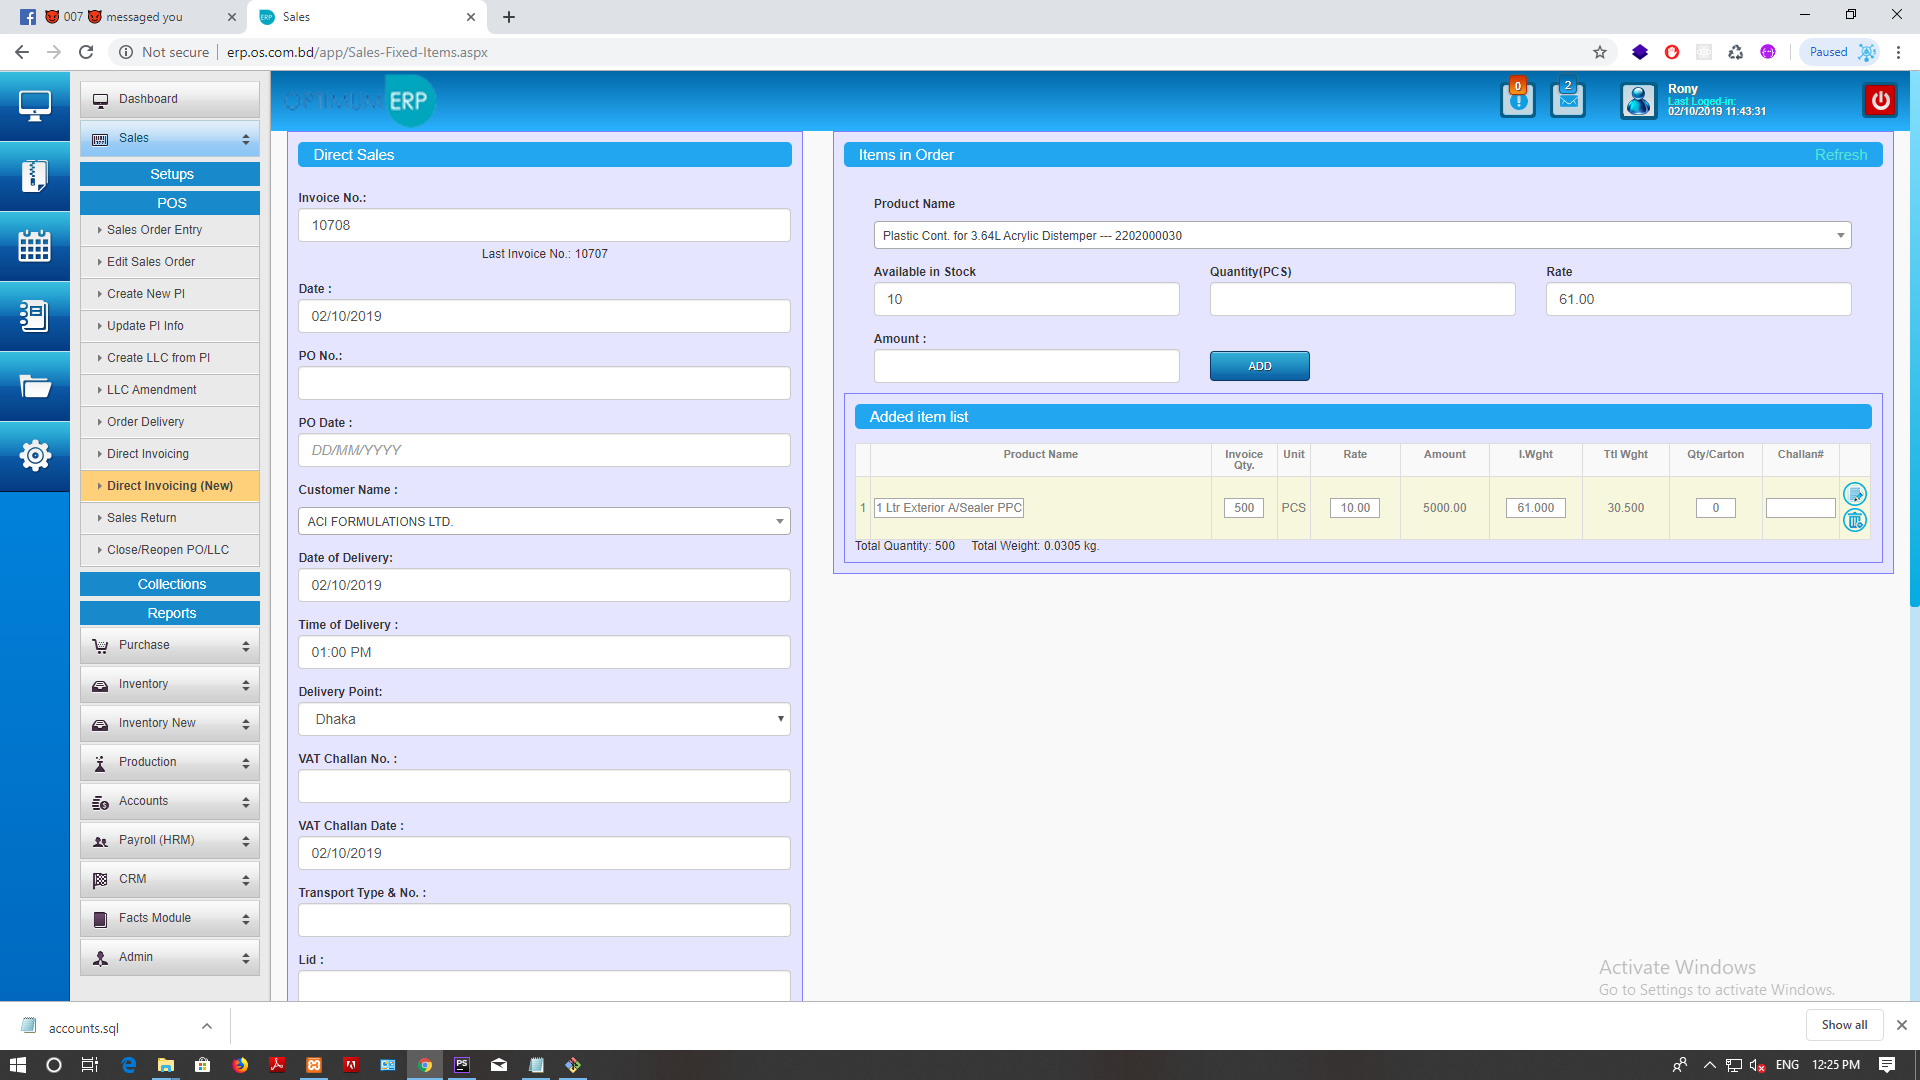 007 messaged you
Sales
Not secure
erp.os.com.bd/app/Sales-Fixed-Items.aspx
Paused
Dashboard
Sales
Setups
POS
Sales Order Entry
Edit Sales Order
Create New PI
Update PI Info
Create LLC from PI
LLC Amendment
Order Delivery
Direct Invoicing
Direct Invoicing (New)
Sales Return
Close/Reopen PO/LLC
Collections
Reports
Purchase
Inventory
Inventory New
Production
Accounts
Payroll (HRM)
CRM
Facts Module
Admin
OPTIMUM ERP
0
2
Rony
Last Loged-in:
02/10/2019 11:43:31
Direct Sales
Invoice No.:
10708
Last Invoice No.: 10707
Date :
02/10/2019
PO No.:
PO Date :
DD/MM/YYYY
Customer Name :
ACI FORMULATIONS LTD.
Date of Delivery:
02/10/2019
Time of Delivery :
01:00 PM
Delivery Point:
Dhaka
VAT Challan No. :
VAT Challan Date :
02/10/2019
Transport Type & No. :
Lid :
Items in Order
Refresh
Product Name
Plastic Cont. for 3.64L Acrylic Distemper --- 2202000030
Available in Stock
Quantity(PCS)
Rate
10
61.00
Amount :
ADD
Added item list
Product Name
Invoice Qty.
Unit
Rate
Amount
I.Wght
Ttl Wght
Qty/Carton
Challan#
1 1 Ltr Exterior A/Sealer PPC 500 PCS 10.00 5000.00 61.000 30.500 0
Total Quantity: 500 Total Weight: 0.0305 kg.
Activate Windows
Go to Settings to activate Windows.
accounts.sql
Show all
ENG
12:25 PM